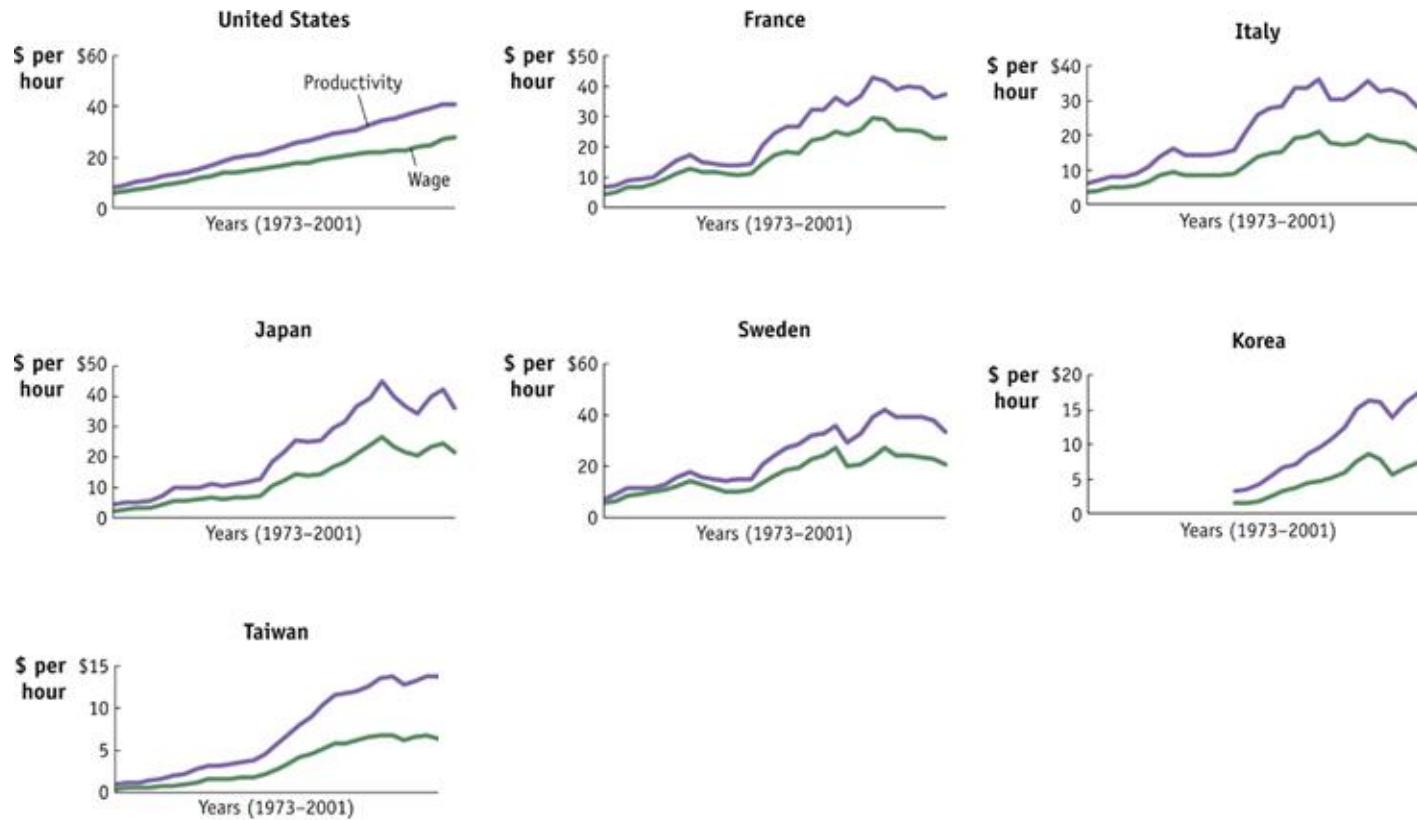 United States
$ per
hour
$60
40
20
0
Productivity
Wage
Years (1973–2001)
France
$ per
hour
$50
40
30
20
10
0
Years (1973–2001)
Italy
$ per
hour
$40
30
20
10
0
Years (1973–2001)
Japan
$ per
hour
$50
40
30
20
10
0
Years (1973–2001)
Sweden
$ per
hour
$60
40
20
0
Years (1973–2001)
Korea
$ per
hour
$20
15
10
5
0
Years (1973–2001)
Taiwan
$ per
hour
$15
10
5
0
Years (1973–2001)